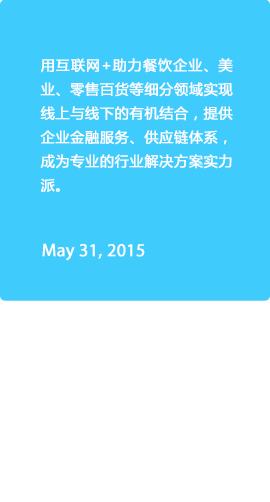 用互联网+助力餐饮企业、美
业、零售百货等细分领域实现
线上与线下的有机结合，提供
企业金融服务、供应链体系，
成为专业的行业解决方案实力
派。
May 31, 2015